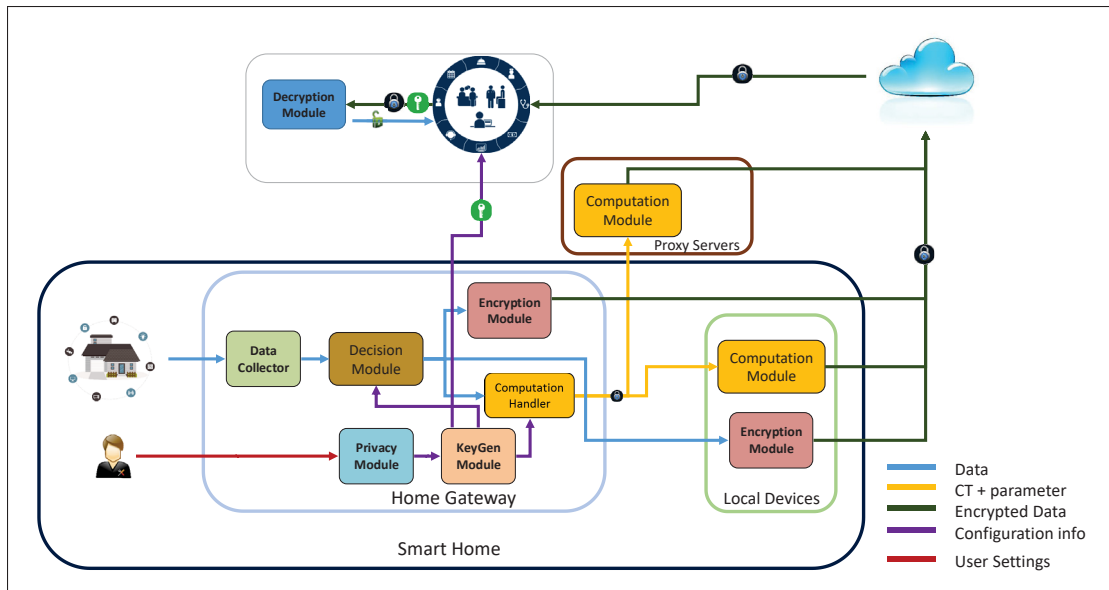 Decryption
Module
Computation
Module
Proxy Servers
Encryption
Module
Data
Collector
Decision
Module
Computation
Handler
Computation
Module
Privacy
Module
KeyGen
Module
Encryption
Module
Home Gateway
Local Devices
Smart Home
Data
CT + parameter
Encrypted Data
Configuration info
User Settings